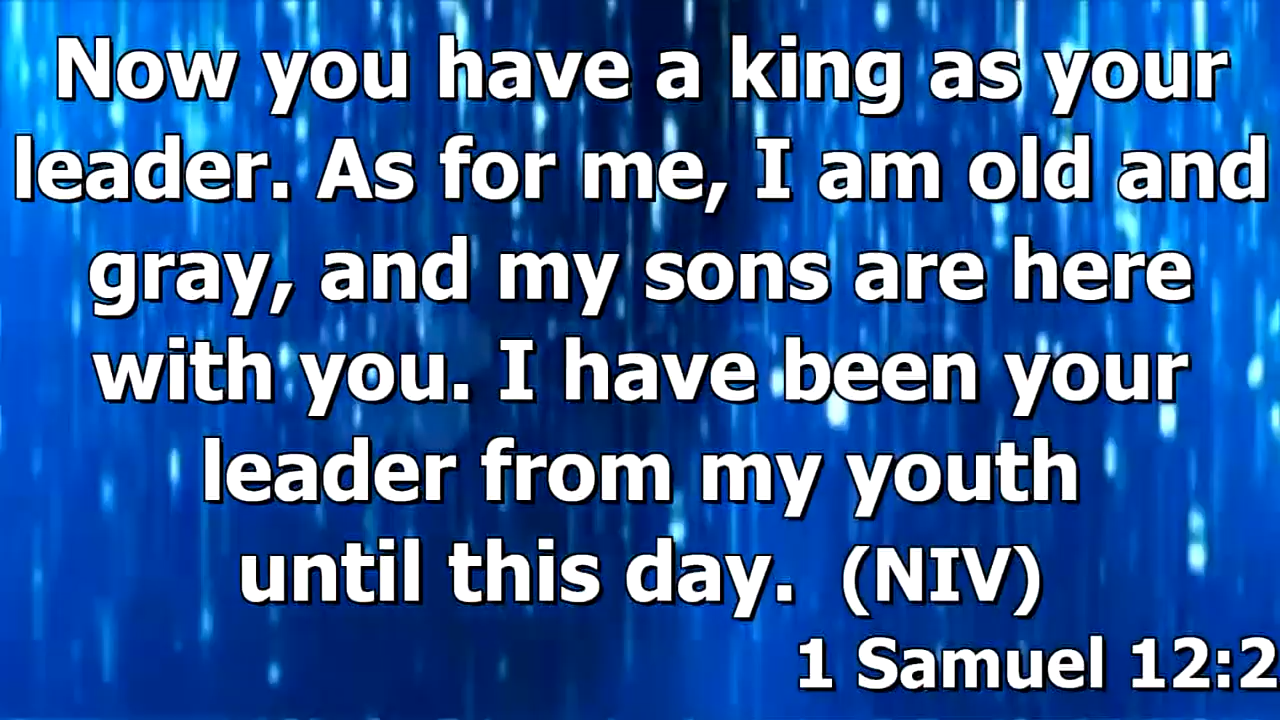 Now you have a king as your
leader. As for me, I am old and
gray, and my sons are here
with you. I have been your
leader from my youth
until this day.  (NIV)
1 Samuel 12:2